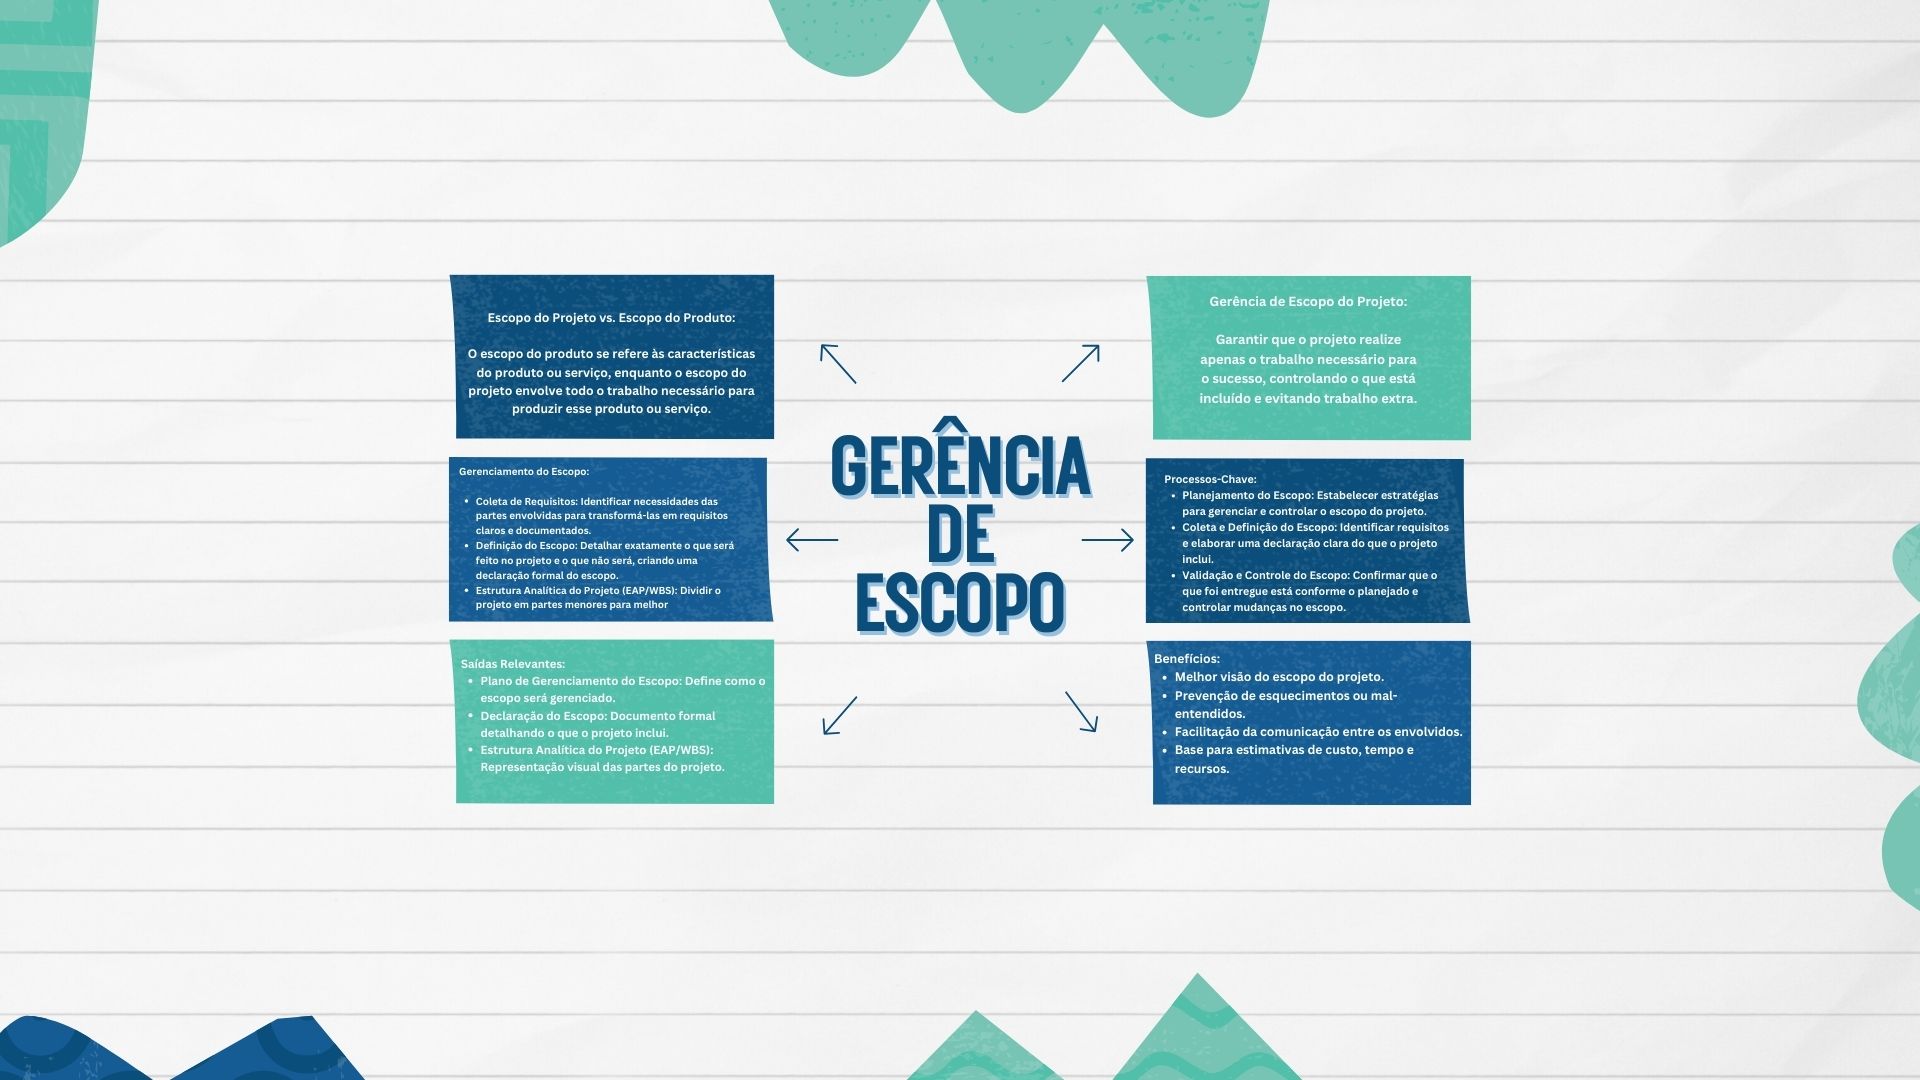 Escopo do Projeto vs. Escopo do Produto:
O escopo do produto se refere às características
do produto ou serviço, enquanto o escopo do
projeto envolve todo o trabalho necessário para
produzir esse produto ou serviço.
Gerenciamento do Escopo:
• Coleta de Requisitos: Identificar necessidades das
partes envolvidas para transformá-las em requisitos
claros e documentados.
• Definição do Escopo: Detalhar exatamente o que será
feito no projeto e o que não será, criando uma
declaração formal do escopo.
• Estrutura Analítica do Projeto (EAP/WBS): Dividir o
projeto em partes menores para melhor
Saídas Relevantes:
• Plano de Gerenciamento do Escopo: Define como o
escopo será gerenciado.
• Declaração do Escopo: Documento formal
detalhando o que o projeto inclui.
• Estrutura Analítica do Projeto (EAP/WBS):
Representação visual das partes do projeto.
GERÊNCIA
DE
ESCOPO
Gerência de Escopo do Projeto:
Garantir que o projeto realize
apenas o trabalho necessário para
o sucesso, controlando o que está
incluído e evitando trabalho extra.
Processos-Chave:
• Planejamento do Escopo: Estabelecer estratégias
para gerenciar e controlar o escopo do projeto.
• Coleta e Definição do Escopo: Identificar requisitos
e elaborar uma declaração clara do que o projeto
inclui.
• Validação e Controle do Escopo: Confirmar que o
que foi entregue está conforme o planejado e
controlar mudanças no escopo.
Benefícios:
• Melhor visão do escopo do projeto.
• Prevenção de esquecimentos ou mal-
entendidos.
• Facilitação da comunicação entre os envolvidos.
• Base para estimativas de custo, tempo e
recursos.